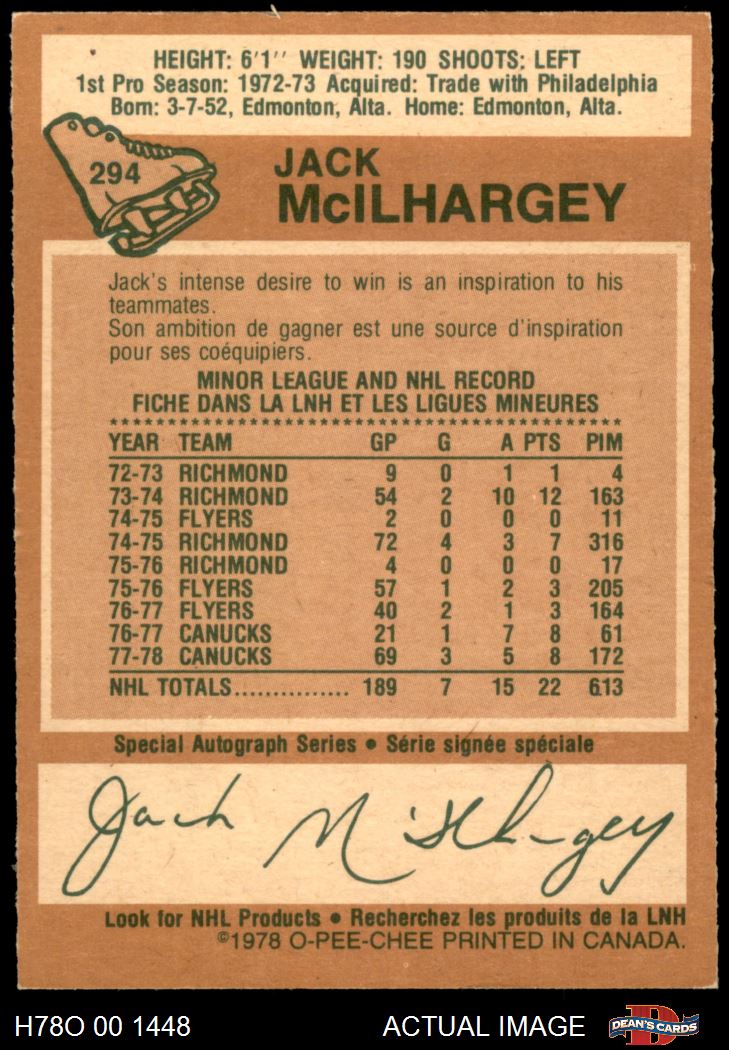 HEIGHT: 6'1'' WEIGHT: 190 SHOOTS: LEFT
1st Pro Season: 1972-73 Acquired: Trade with Philadelphia
Born: 3-7-52, Edmonton, Alta. Home: Edmonton, Alta.
294
JACK
McILHARGEY
Jack's intense desire to win is an inspiration to his
teammates.
Son ambition de gagner est une source d'inspiration
pour ses coéquipiers.
MINOR LEAGUE AND NHL RECORD
FICHE DANS LA LNH ET LES LIGUES MINEURES
YEAR TEAM GP G A PTS PIM
72-73 RICHMOND 9 0 1 1 4
73-74 RICHMOND 54 2 10 12 163
74-75 FLYERS 2 0 0 0 11
74-75 RICHMOND 72 4 3 7 316
75-76 RICHMOND 4 0 0 0 17
75-76 FLYERS 57 1 2 3 205
76-77 FLYERS 40 2 1 3 164
76-77 CANUCKS 21 1 7 8 61
77-78 CANUCKS 69 3 5 8 172
NHL TOTALS............... 189 7 15 22 613
Special Autograph Series • Série signée spéciale
Jack McIlhargey
Look for NHL Products • Recherchez les produits de la LNH
©1978 O-PEE-CHEE PRINTED IN CANADA.
H78O 00 1448 ACTUAL IMAGE D DEAN'S CARDS